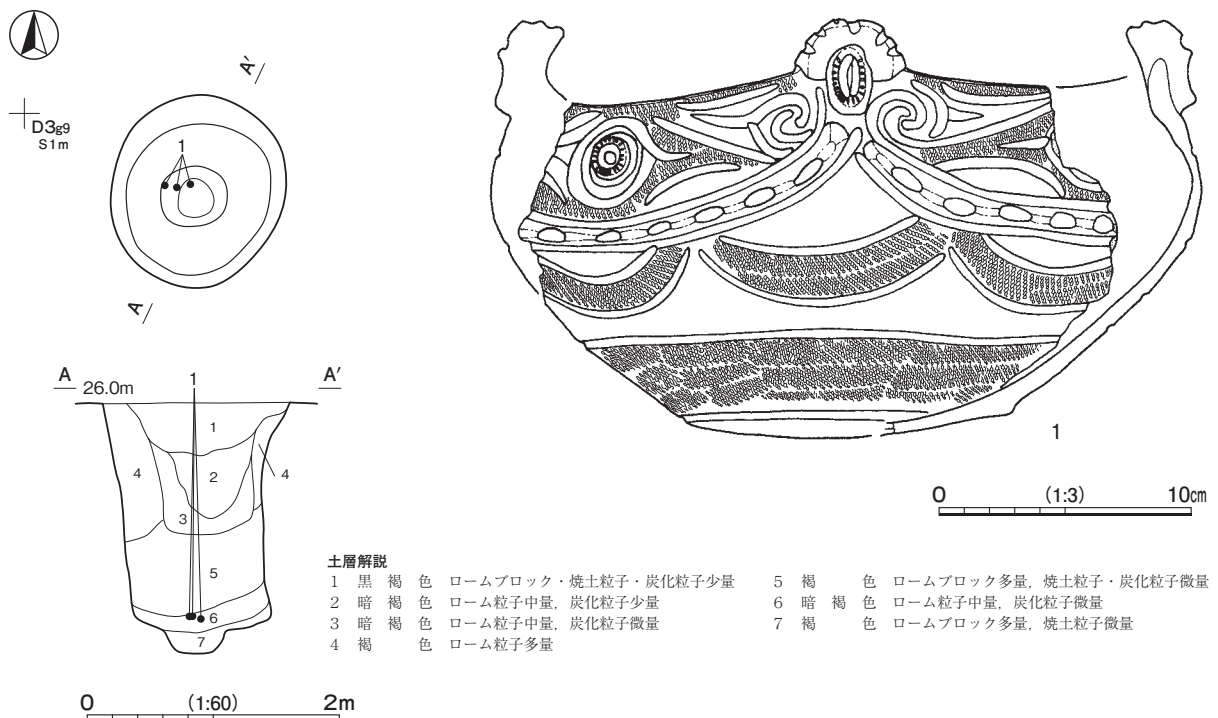 A′
D3g9
S1m
1
A
A 26.0m
1
A′
1
2
3
4
4
5
6
7
1
0 (1:3) 10cm
0 (1:60) 2m
土層解説
1 黒褐色 ロームブロック・焼土粒子・炭化粒子少量
2 暗褐色 ローム粒子中量，炭化粒子少量
3 暗褐色 ローム粒子中量，炭化粒子微量
4 褐色 ローム粒子多量
5 褐色 ロームブロック多量，焼土粒子・炭化粒子微量
6 暗褐色 ローム粒子中量，炭化粒子微量
7 褐色 ロームブロック多量，焼土粒子微量